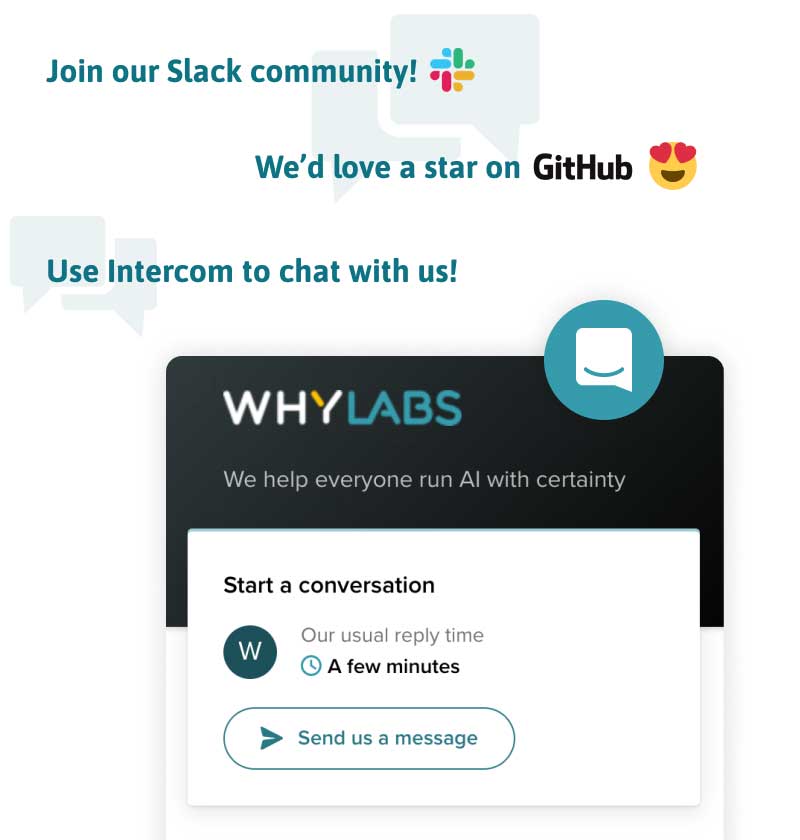 Join our Slack community!
We'd love a star on GitHub
Use Intercom to chat with us!
WHYLABS
We help everyone run AI with certainty
Start a conversation
W
Our usual reply time
A few minutes
Send us a message